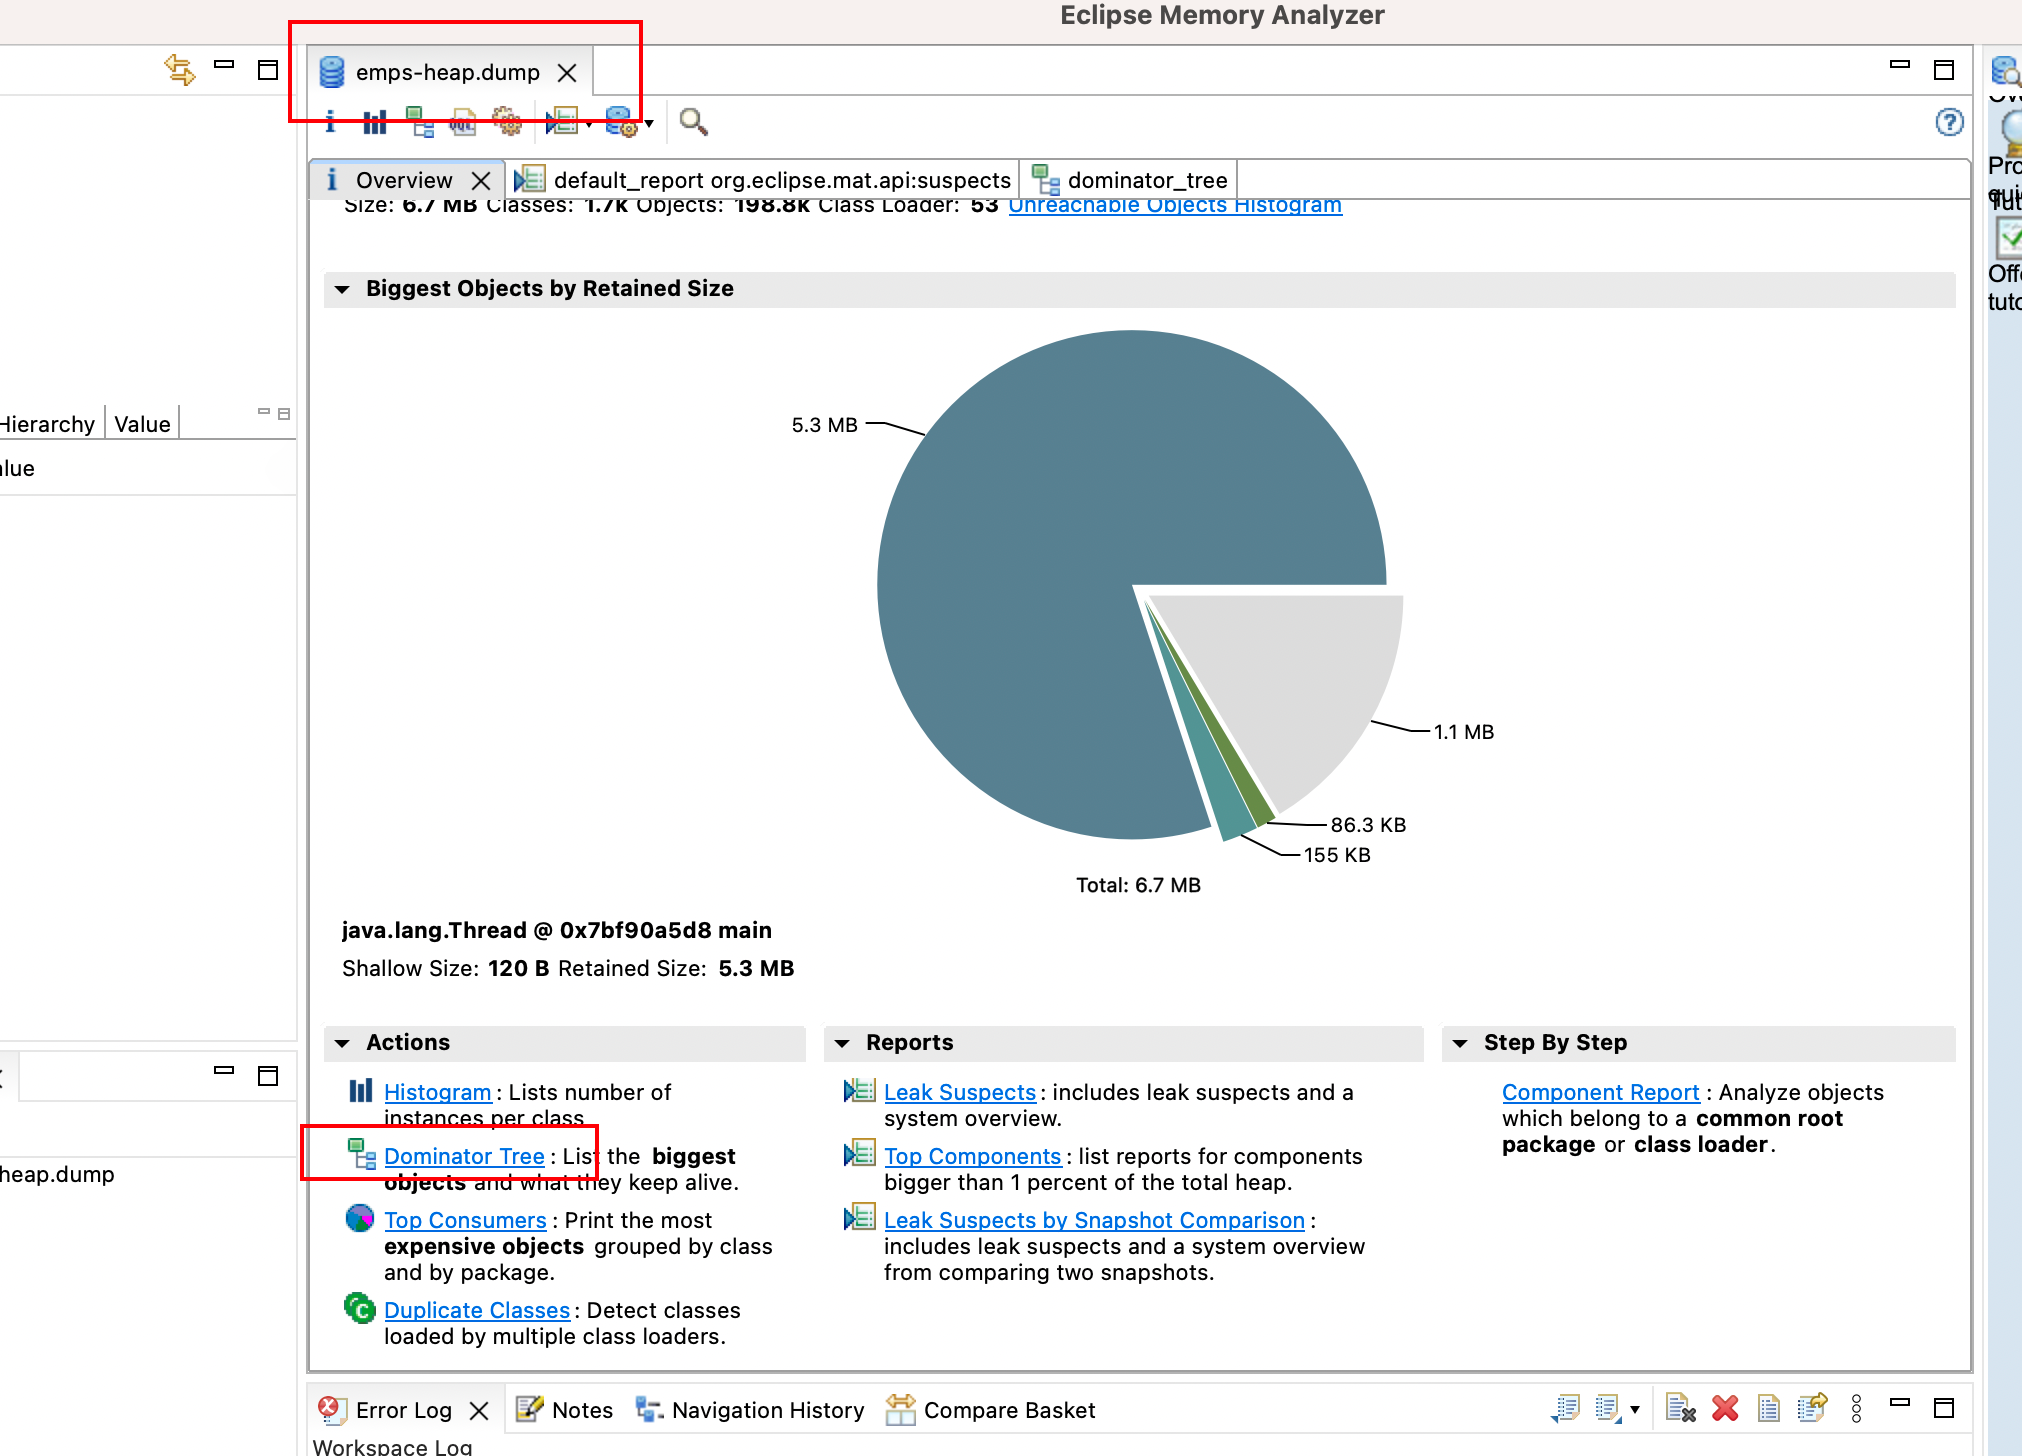 Eclipse Memory Analyzer
emps-heap.dump
Overview
default_report org.eclipse.mat.api:suspects
dominator_tree
Size: 6.7 MB Classes: 1.7k Objects: 198.8k Class Loader: 53 Unreachable Objects Histogram
Biggest Objects by Retained Size
5.3 MB
1.1 MB
86.3 KB
155 KB
Total: 6.7 MB
java.lang.Thread @ 0x7bf90a5d8 main
Shallow Size: 120 B Retained Size: 5.3 MB
Hierarchy
Value
heap.dump
Actions
Histogram: Lists number of
instances per class
Dominator Tree: List the biggest
objects and what they keep alive.
Top Consumers: Print the most
expensive objects grouped by class
and by package.
Duplicate Classes: Detect classes
loaded by multiple class loaders.
Reports
Leak Suspects: includes leak suspects and a
system overview.
Top Components: list reports for components
bigger than 1 percent of the total heap.
Leak Suspects by Snapshot Comparison:
includes leak suspects and a system overview
from comparing two snapshots.
Step By Step
Component Report: Analyze objects
which belong to a common root
package or class loader.
Error Log
Notes
Navigation History
Compare Basket
Workspace Log